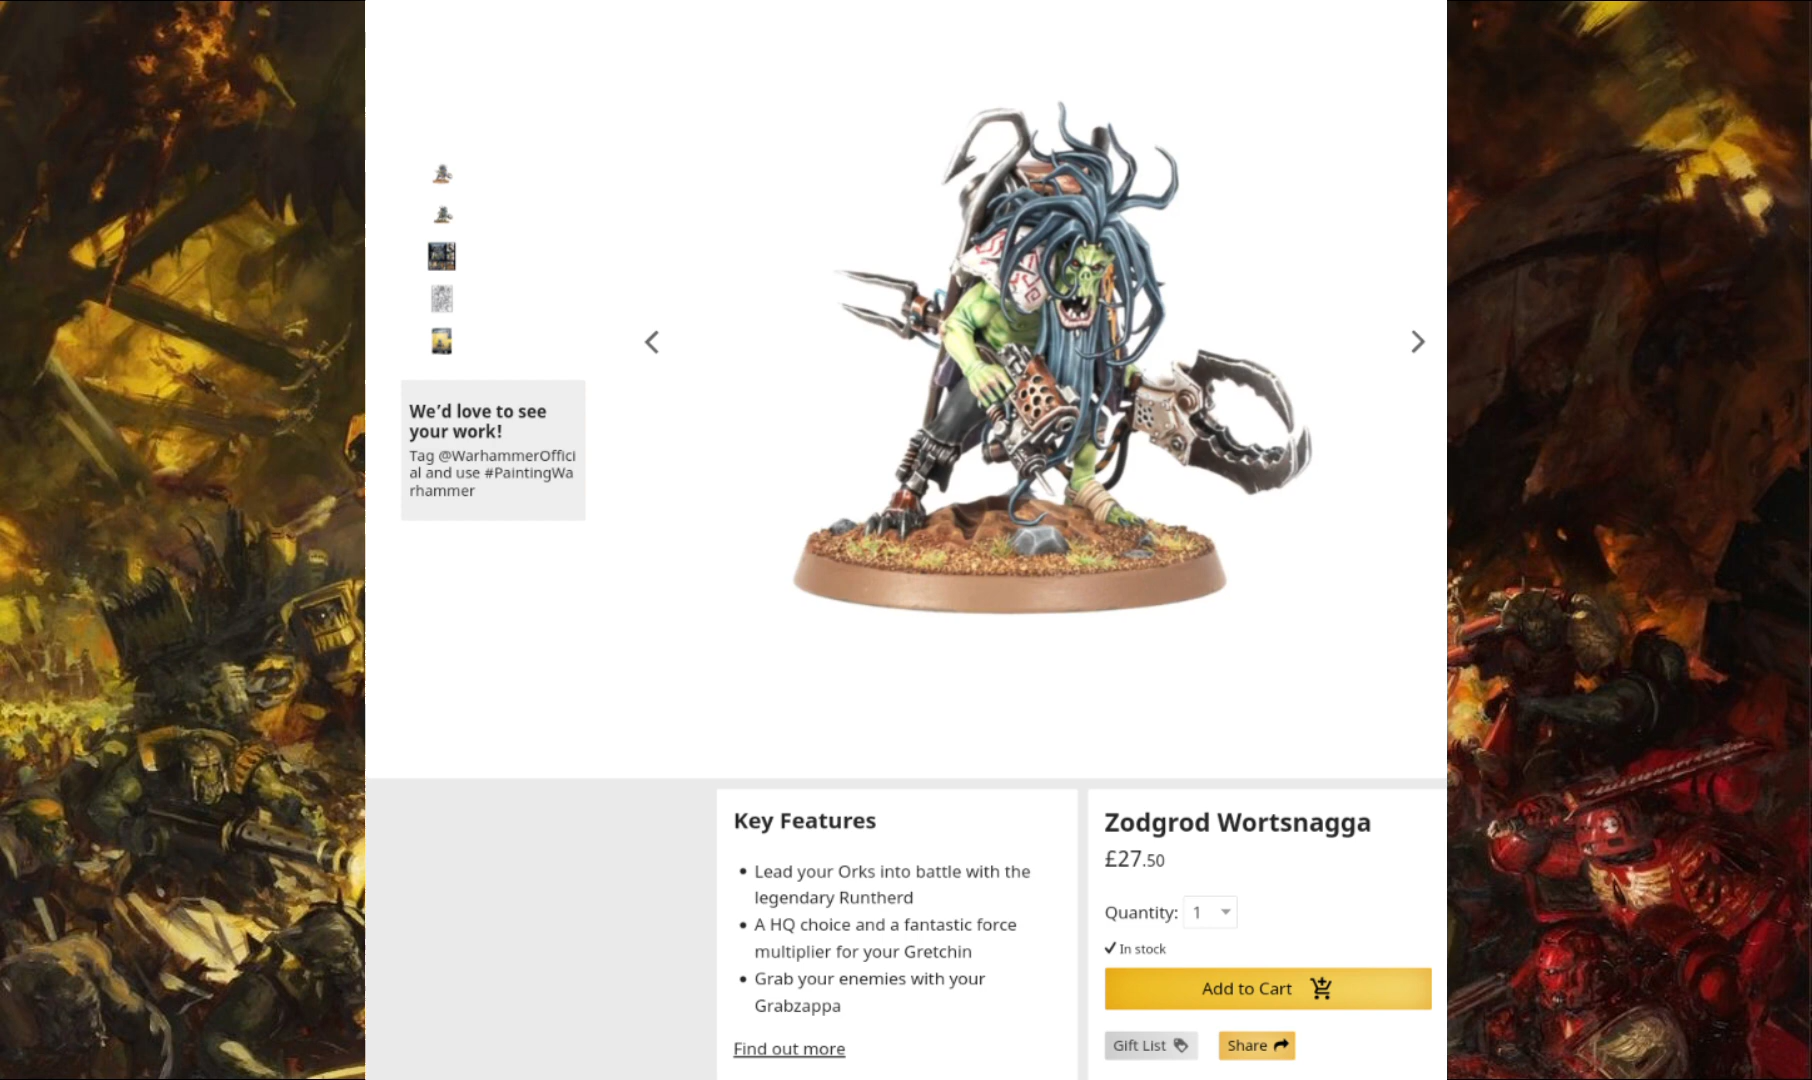 We'd love to see
your work!
Tag @WarhammerOffici
al and use #PaintingWa
rhammer
Key Features
Lead your Orks into battle with the
legendary Runtherd
A HQ choice and a fantastic force
multiplier for your Gretchin
Grab your enemies with your
Grabzappa
Find out more
Zodgrod Wortsnagga
£27.50
Quantity: 1
In stock
Add to Cart
Gift List
Share